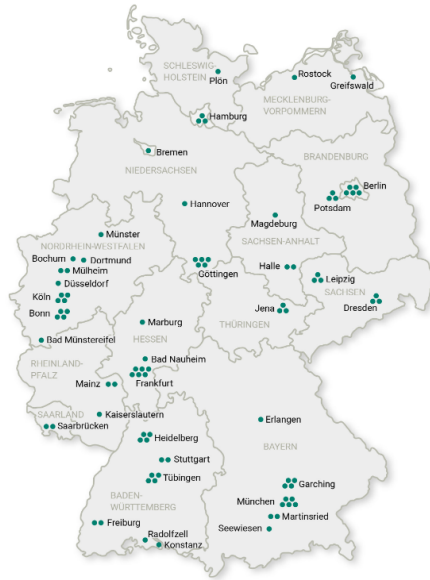 SCHLESWIG-
HOLSTEIN
Plön
Rostock
Greifswald
MECKLENBURG-
VORPOMMERN
Hamburg
Bremen
NIEDERSACHSEN
BRANDENBURG
Berlin
Potsdam
Hannover
Magdeburg
SACHSEN-ANHALT
Münster
NORDRHEIN-WESTFALEN
Bochum
Dortmund
Mülheim
Düsseldorf
Köln
Bonn
Bad Münstereifel
Göttingen
Halle
Leipzig
SACHSEN
Dresden
Jena
THÜRINGEN
Marburg
HESSEN
Bad Nauheim
Frankfurt
RHEINLAND-
PFALZ
Mainz
SAARLAND
Saarbrücken
Kaiserslautern
Heidelberg
Stuttgart
Tübingen
BADEN-
WÜRTTEMBERG
Freiburg
Radolfzell
Konstanz
Erlangen
BAYERN
Garching
München
Martinsried
Seewiesen